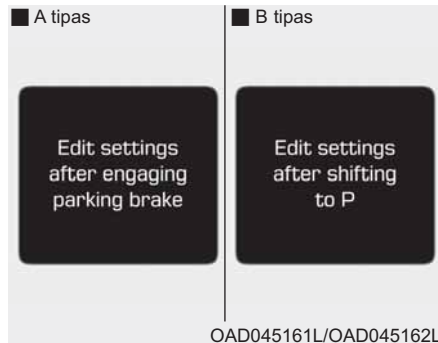 A tipas
B tipas
Edit settings
after engaging
parking brake
Edit settings
after shifting
to P
OAD045161L/OAD045162L